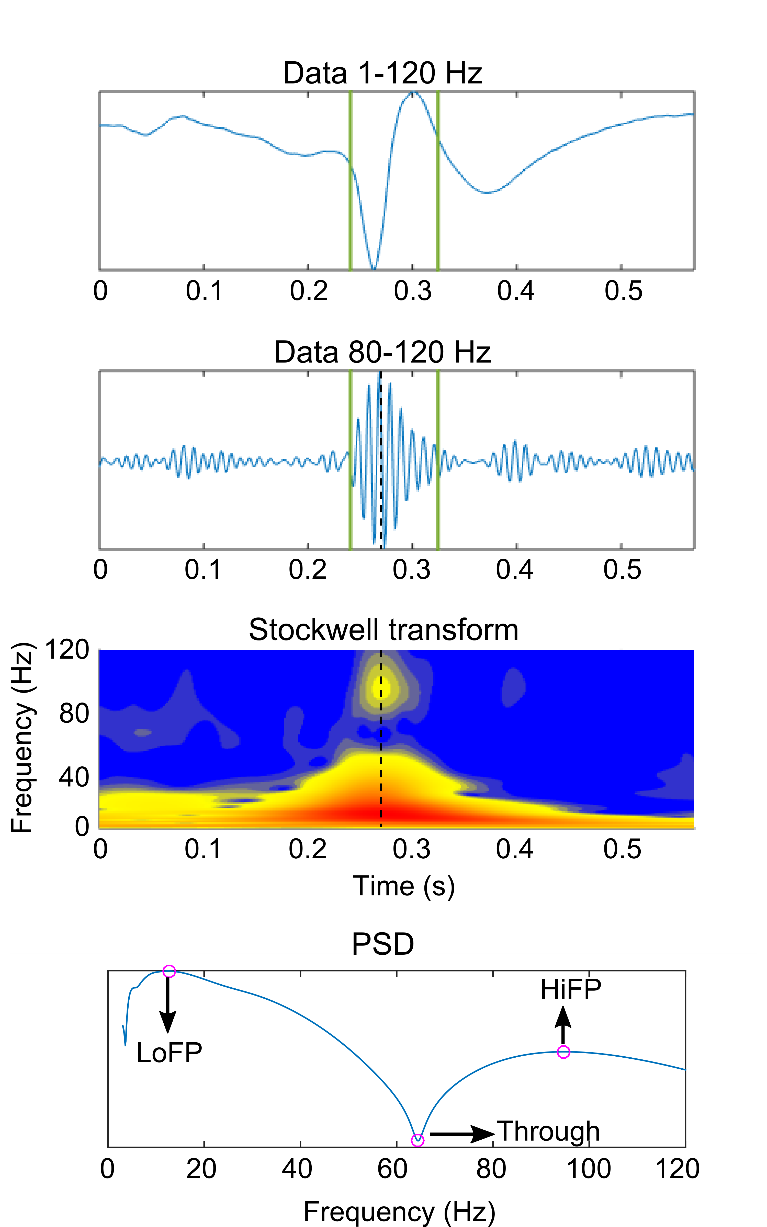 Data 1-120 Hz
0 0.1 0.2 0.3 0.4 0.5
Data 80-120 Hz
0 0.1 0.2 0.3 0.4 0.5
Stockwell transform
Frequency (Hz)
120
80
40
0
0 0.1 0.2 0.3 0.4 0.5
Time (s)
PSD
HiFP
LoFP
Through
0 20 40 60 80 100 120
Frequency (Hz)